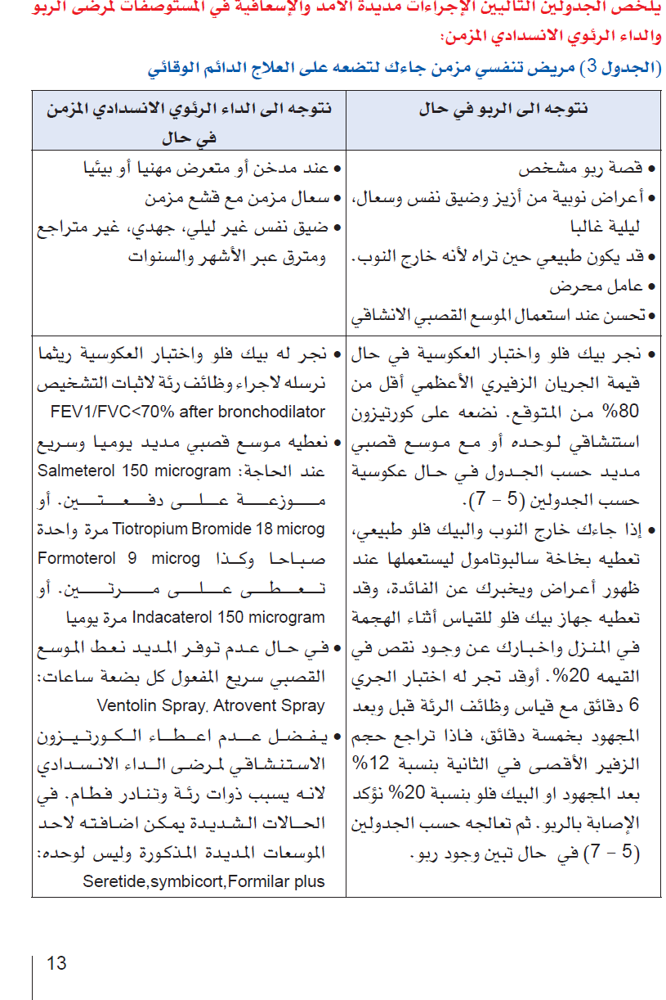 يلخص الجدولين التاليين الإجراءات مديدة الأمد والإسعافية في المستوصفات لمرضى الربو
والداء الرئوي الانسدادي المزمن:
(الجدول 3) مريض تنفسي مزمن جاءك لتضعه على العلاج الدائم الوقائي
نتوجه الى الربو في حال
• قصة ربو مشخص
• أعراض نوبية من أزيز وضيق نفس وسعال،
ليلية غالبا
• قد يكون طبيعي حين تراه لأنه خارج النوب.
• عامل محرض
• تحسن عند استعمال الموسع القصبي الانشاقي
• نجر بيك فلو واختبار العكوسية في حال
قيمة الجريان الزفيري الأعظمي أقل من
80% من المتوقع. نضعه على كورتيزون
استنشاقي لوحده أو مع موسع قصبي
مديد حسب الجدول في حال عكوسية
حسب الجدولين (5 – 7).
• إذا جاءك خارج النوب والبيك فلو طبيعي،
تعطيه بخاخة سالبوتامول ليستعملها عند
ظهور أعراض ويخبرك عن الفائدة، وقد
تعطيه جهاز بيك فلو للقياس أثناء الهجمة
في المنزل واخبارك عن وجود نقص في
القيمه 20%. أوقد تجر له اختبار الجري
6 دقائق مع قياس وظائف الرئة قبل وبعد
المجهود بخمسة دقائق، فاذا تراجع حجم
الزفير الأقصى في الثانية بنسبة 12%
بعد المجهود او البيك فلو بنسبة 20% نؤكد
الإصابة بالربو. ثم تعالجه حسب الجدولين
(5 – 7) في حال تبين وجود ربو.
نتوجه الى الداء الرئوي الانسدادي المزمن
في حال
• عند مدخن أو متعرض مهنيا أو بيئيا
• سعال مزمن مع قشع مزمن
• ضيق نفس غير ليلي، جهدي، غير متراجع
ومترق عبر الأشهر والسنوات
• نجر له بيك فلو واختبار العكوسية ريثما
نرسله لاجراء وظائف رئة لاثبات التشخيص
FEV1/FVC<70% after bronchodilator
• نعطيه موسع قصبي مديد يوميا وسريع
عند الحاجة: Salmeterol 150 microgram
موزعة على دفعتين. أو
Tiotropium Bromide 18 microg مرة واحدة
صباحا وكذا Formoterol 9 microg
تعطى على مرتين. أو
Indacaterol 150 microgram مرة يوميا
• في حال عدم توفر المديد نعط الموسع
القصبي سريع المفعول كل بضعة ساعات:
Ventolin Spray, Atrovent Spray
• يفضل عدم اعطاء الكورتيزون
الاستنشاقي لمرضى الداء الانسدادي
لانه يسبب ذوات رئة وتنادر فطام. في
الحالات الشديدة يمكن اضافته لاحد
الموسعات المديدة المذكورة وليس لوحده:
Seretide,symbicort,Formilar plus
13